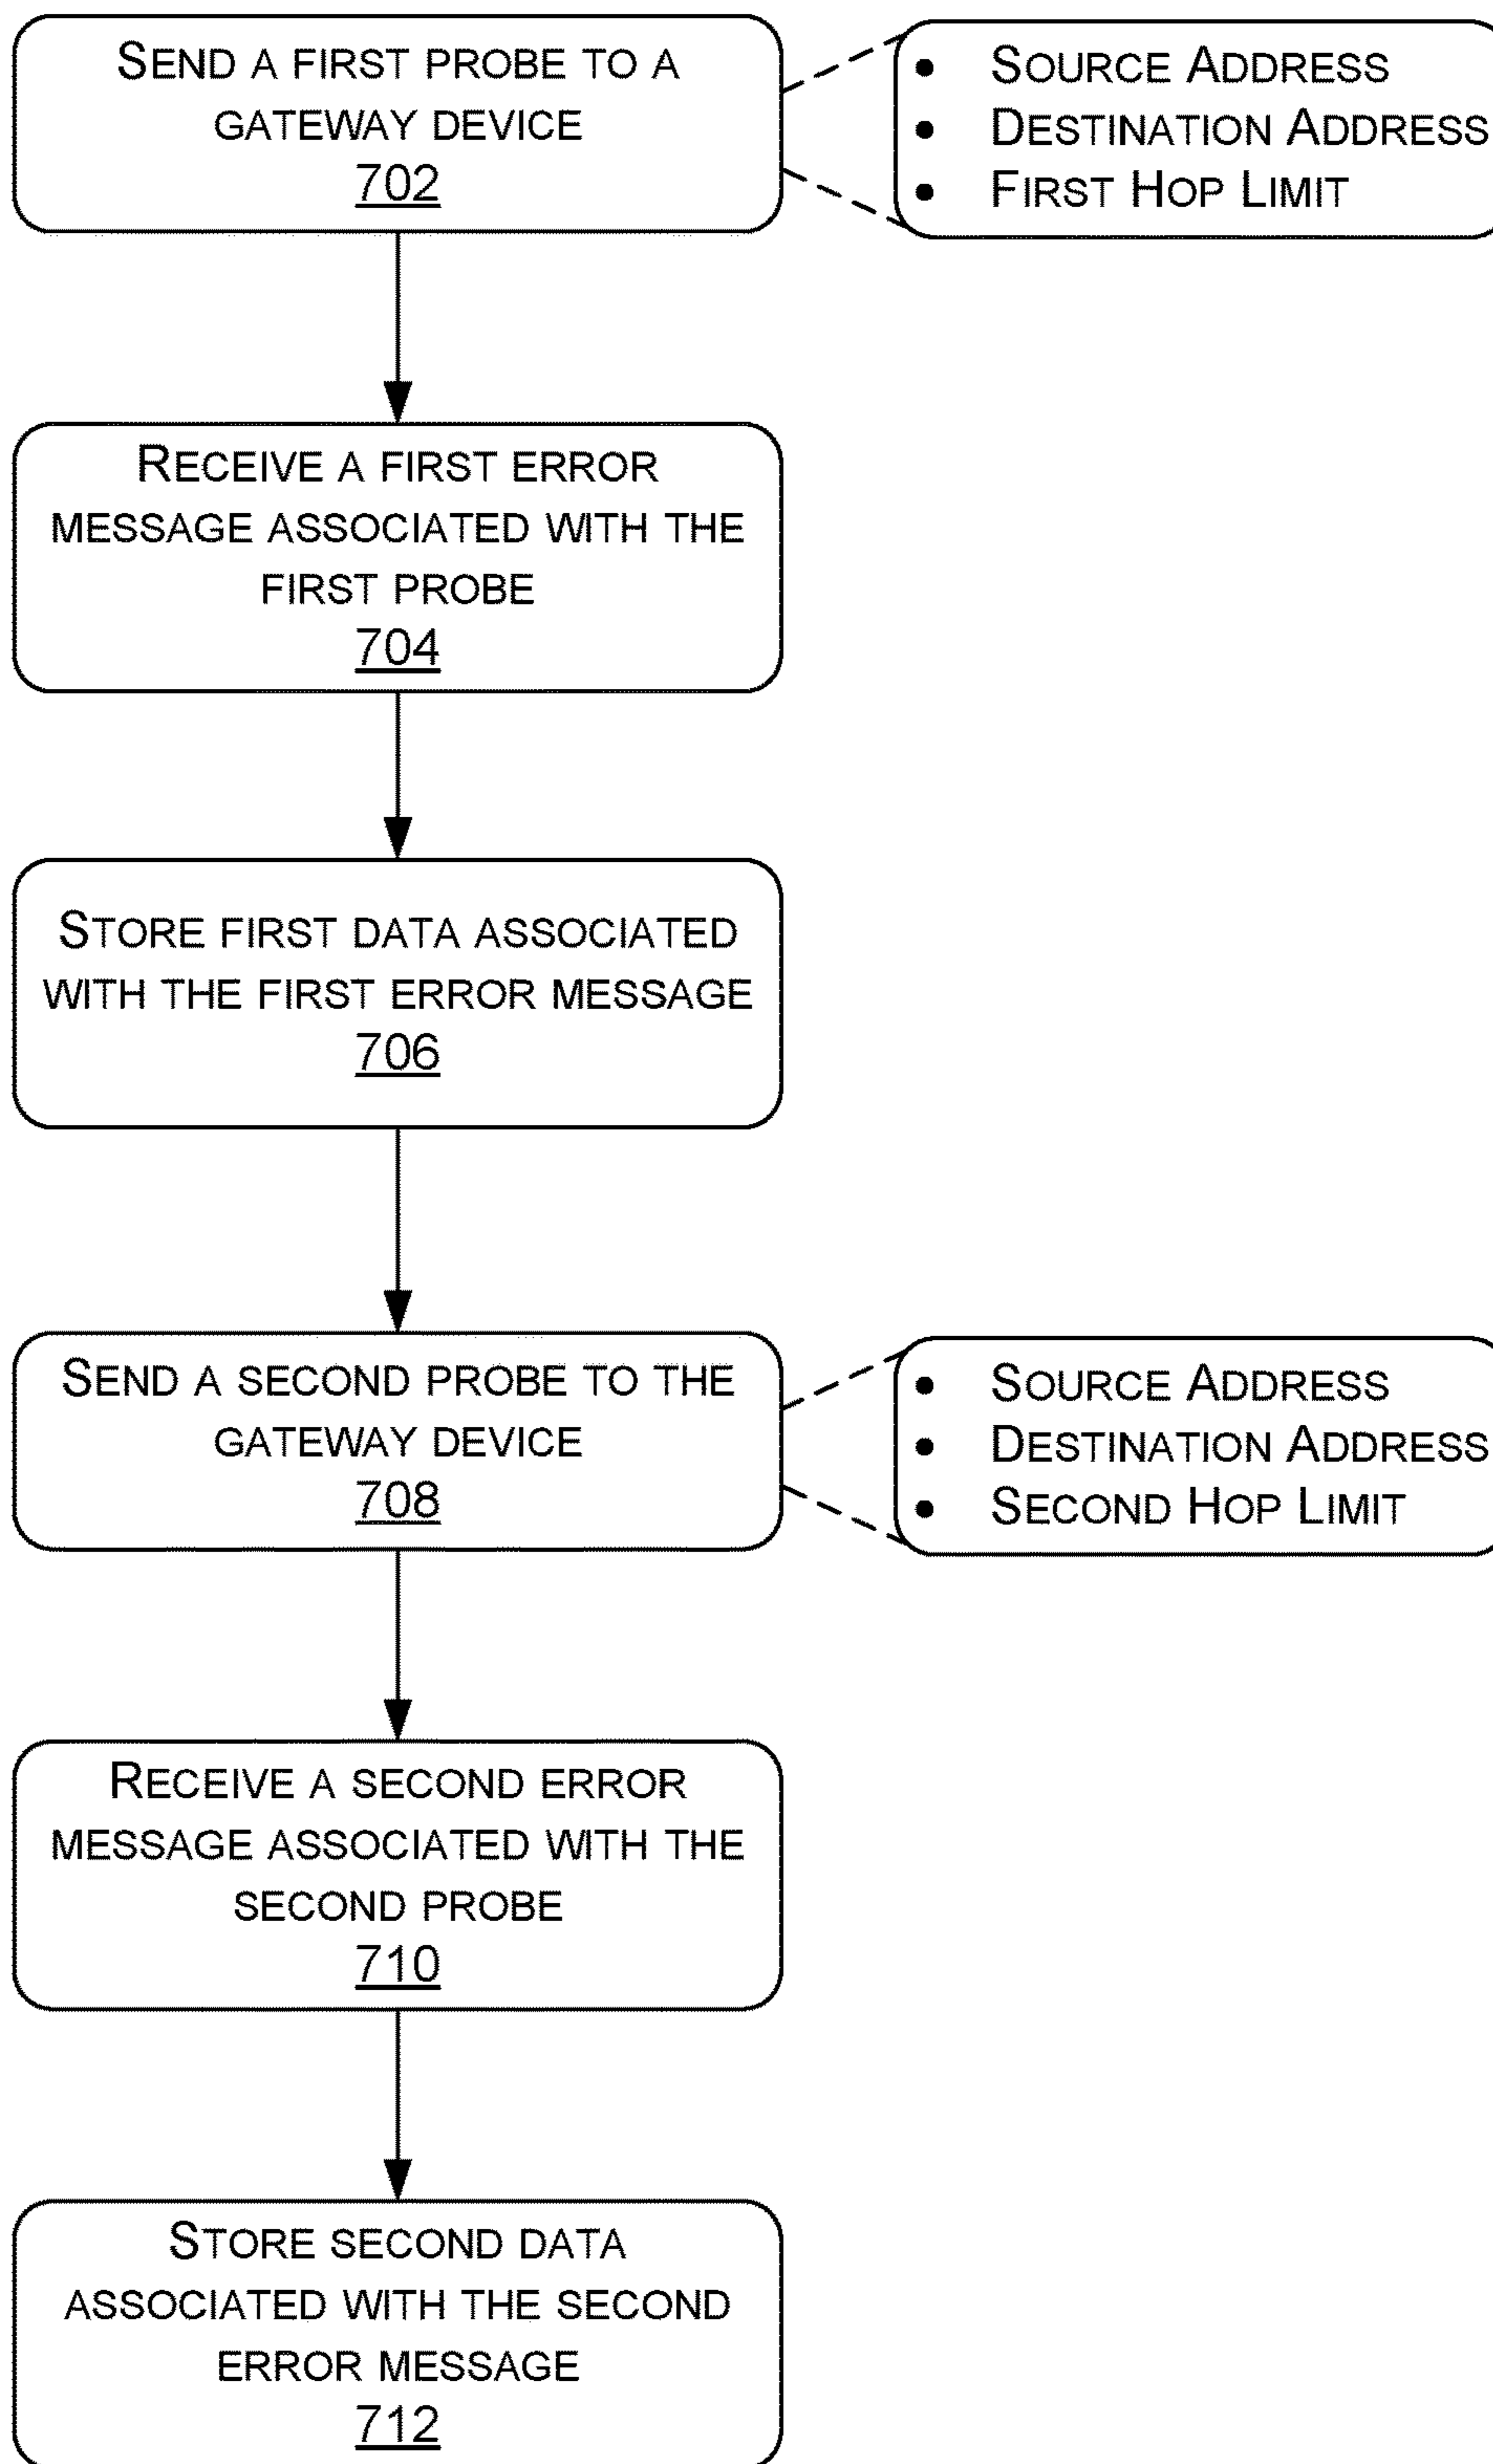 SEND A FIRST PROBE TO A
GATEWAY DEVICE
702
• SOURCE ADDRESS
• DESTINATION ADDRESS
• FIRST HOP LIMIT
RECEIVE A FIRST ERROR
MESSAGE ASSOCIATED WITH THE
FIRST PROBE
704
STORE FIRST DATA ASSOCIATED
WITH THE FIRST ERROR MESSAGE
706
SEND A SECOND PROBE TO THE
GATEWAY DEVICE
708
• SOURCE ADDRESS
• DESTINATION ADDRESS
• SECOND HOP LIMIT
RECEIVE A SECOND ERROR
MESSAGE ASSOCIATED WITH THE
SECOND PROBE
710
STORE SECOND DATA
ASSOCIATED WITH THE SECOND
ERROR MESSAGE
712